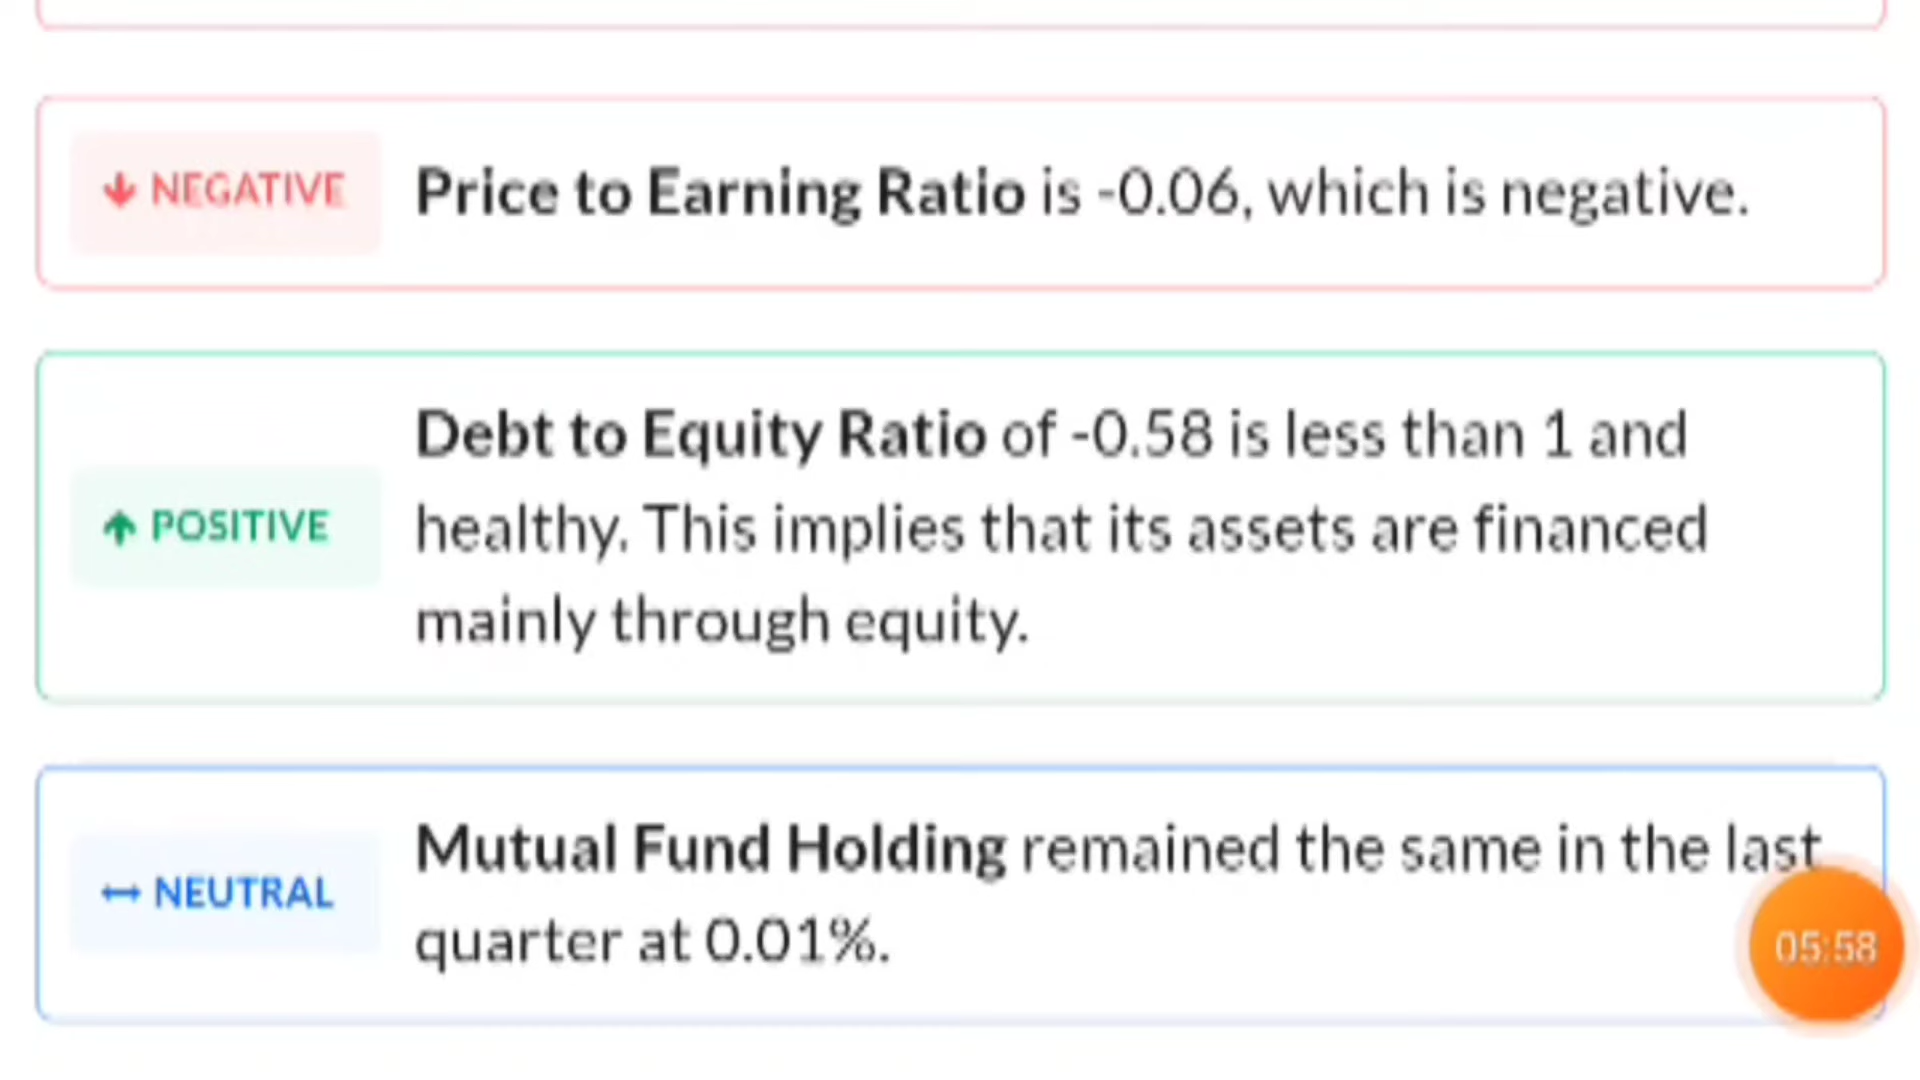 NEGATIVE
Price to Earning Ratio is -0.06, which is negative.
POSITIVE
Debt to Equity Ratio of -0.58 is less than 1 and
healthy. This implies that its assets are financed
mainly through equity.
NEUTRAL
Mutual Fund Holding remained the same in the last
quarter at 0.01%.
05:58